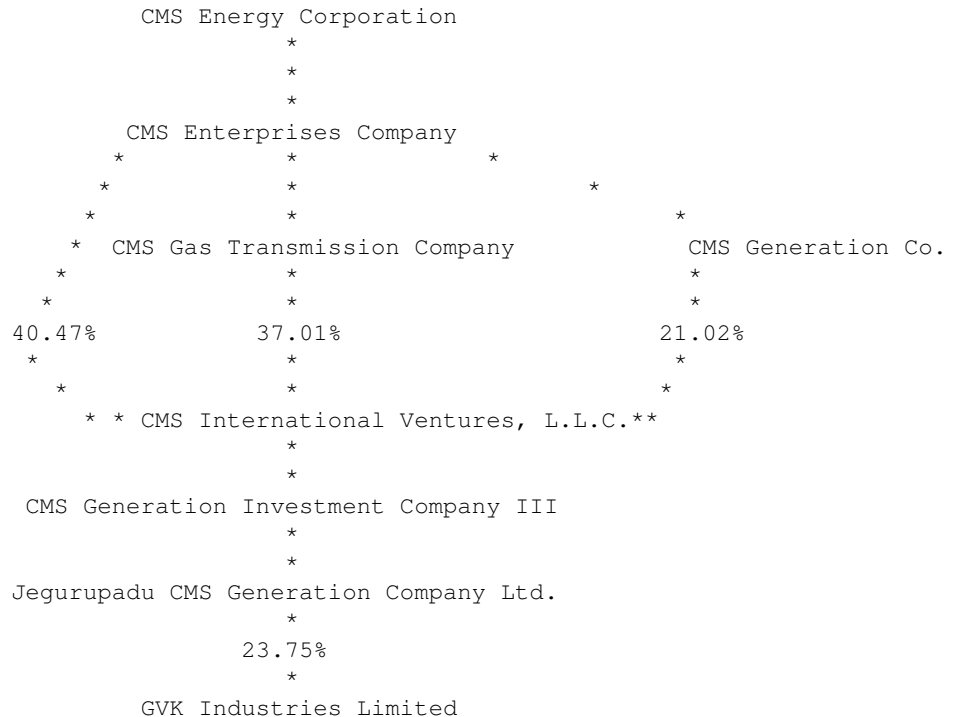 CMS Energy Corporation
*
*
*
CMS Enterprises Company
* * *
* * *
* * *
* CMS Gas Transmission Company CMS Generation Co.
* * *
* * *
40.47% 37.01% 21.02%
* * *
* * *
* * CMS International Ventures, L.L.C.**
*
*
CMS Generation Investment Company III
*
*
Jegurupadu CMS Generation Company Ltd.
*
23.75%
*
GVK Industries Limited